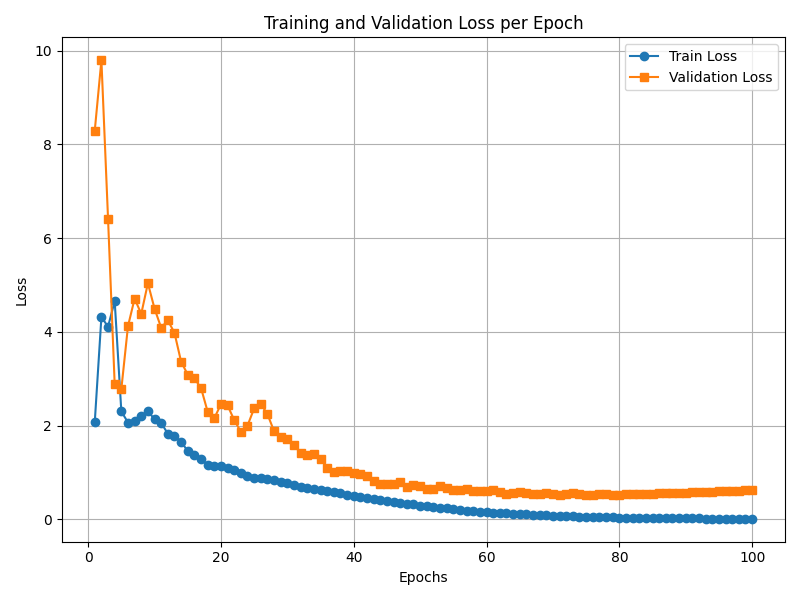 Training and Validation Loss per Epoch
Train Loss
Validation Loss
10
8
6
4
2
0
Loss
0 20 40 60 80 100
Epochs